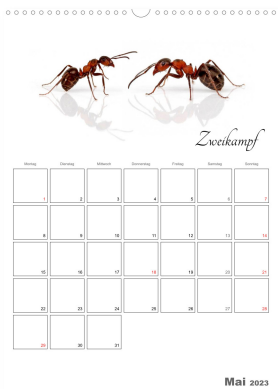 Zweikampf
Montag Dienstag Mittwoch Donnerstag Freitag Samstag Sonntag
1 2 3 4 5 6 7
8 9 10 11 12 13 14
15 16 17 18 19 20 21
22 23 24 25 26 27 28
29 30 31
Mai 2023